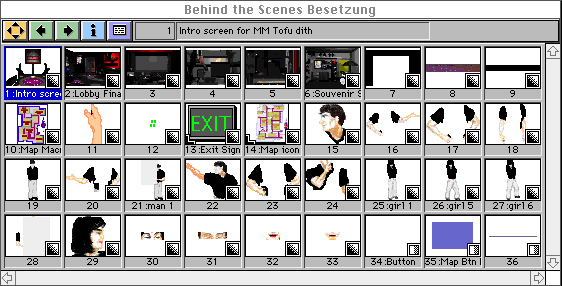 Behind the Scenes Besetzung
1 Intro screen for MM Tofu dith
1 :Intro scree 2 :Lobby Fina 3 4 5 6 :Souvenir S 7 8 9
10 :Map Mac 11 12 13 :Exit Sign 14 :Map icon 15 16 17 18
EXIT
19 20 21 :man 1 22 23 24 25 :girl 1 26 :girl 5 27 :girl 6
28 29 30 31 32 33 34 :Button 35 :Map Btn 36